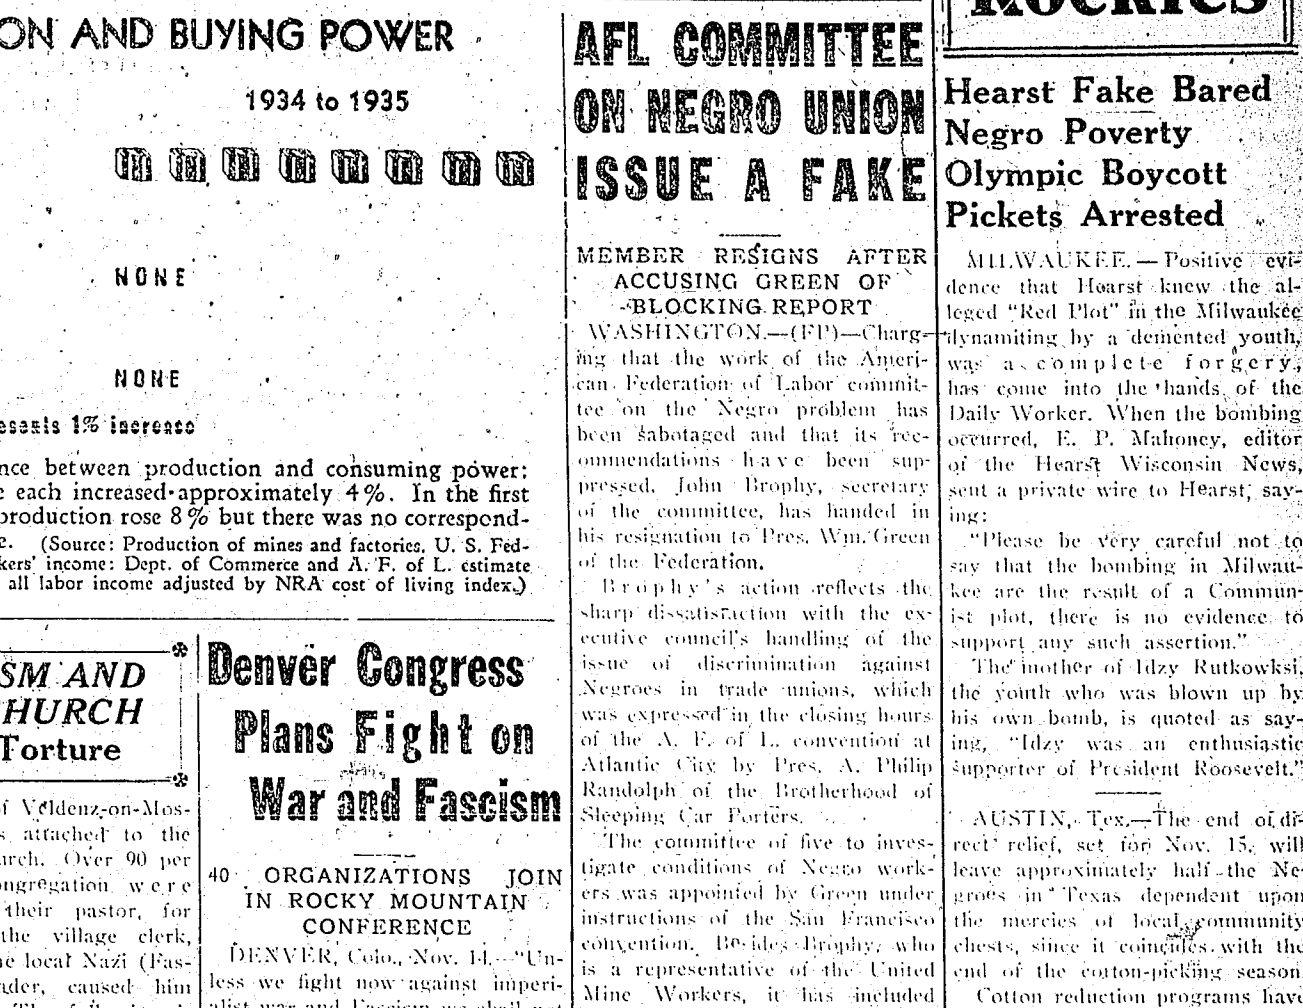 ON AND BUYING POWER
1934 to 1935
NONE
NONE
1% increase
nce between production and consuming power:
each increased approximately 4%. In the first
production rose 8% but there was no correspond-
(Source: Production of mines and factories, U. S. Fed-
kers' income: Dept. of Commerce and A. F. of L. estimate
all labor income adjusted by NRA cost of living index.)
SM AND
HURCH
Torture
of Veldenz-on-Mos-
s attached to the
urch. Over 90 per
ongregation were
their pastor, for
the village clerk,
he local Nazi (Fas-
ader, caused him
Denver Congress
Plans Fight on
War and Fascism
40 ORGANIZATIONS JOIN
IN ROCKY MOUNTAIN
CONFERENCE
DENVER, Colo., Nov. 14.—"Un-
less we fight now against imperi-
alist war and Fascism we shall not
AFL COMMITTEE
ON NEGRO UNION
ISSUE A FAKE
MEMBER RESIGNS AFTER
ACCUSING GREEN OF
BLOCKING REPORT
WASHINGTON.—(FP)—Charg-
ing that the work of the Ameri-
can Federation of Labor commit-
tee on the Negro problem has
been sabotaged and that its rec-
ommendations have been sup-
pressed, John Brophy, secretary
of the committee, has handed in
his resignation to Pres. Wm. Green
of the Federation.
Brophy's action reflects the
sharp dissatisfaction with the ex-
ecutive council's handling of the
issue of discrimination against
Negroes in trade unions, which
was expressed in the closing hours
of the A. F. of L. convention at
Atlantic City by Pres. A. Philip
Randolph of the Brotherhood of
Sleeping Car Porters.
The committee of five to inves-
tigate conditions of Negro work-
ers was appointed by Green under
instructions of the San Francisco
convention. Besides Brophy, who
is a representative of the United
Mine Workers, it has included
ROCKIES
Hearst Fake Bared
Negro Poverty
Olympic Boycott
Pickets Arrested
MILWAUKEE.—Positive evi-
dence that Hearst knew the al-
leged "Red Plot" in the Milwaukee
dynamiting by a demented youth,
was a complete forgery,
has come into the hands of the
Daily Worker. When the bombing
occurred, E. P. Mahoney, editor
of the Hearst Wisconsin News,
sent a private wire to Hearst, say-
ing:
"Please be very careful not to
say that the bombing in Milwau-
kee are the result of a Commun-
ist plot, there is no evidence to
support any such assertion."
The mother of Idzy Rutkowksi,
the youth who was blown up by
his own bomb, is quoted as say-
ing, "Idzy was an enthusiastic
supporter of President Roosevelt."
AUSTIN, Tex.—The end of di-
rect relief, set for Nov. 15, will
leave approximately half the Ne-
groes in Texas dependent upon
the mercies of local community
chests, since it coincides with the
end of the cotton-picking season.
Cotton reduction programs have